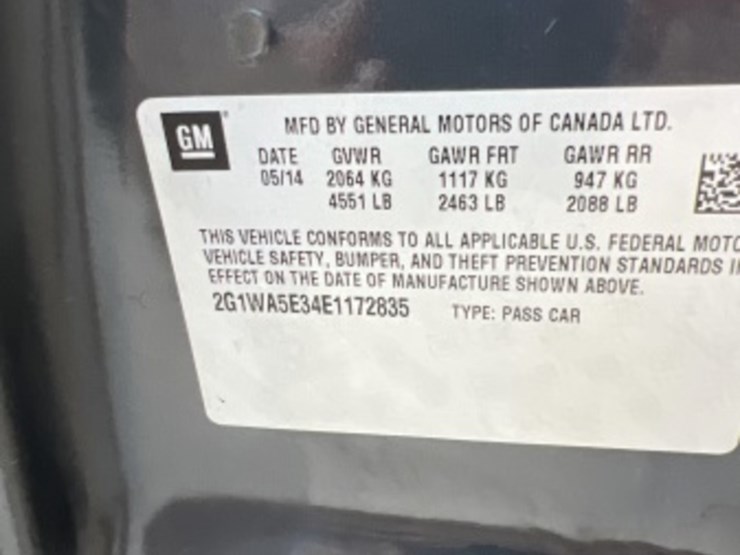 GM
MFD BY GENERAL MOTORS OF CANADA LTD.
DATE GVWR GAWR FRT GAWR RR
05/14 2064 KG 1117 KG 947 KG
4551 LB 2463 LB 2088 LB
THIS VEHICLE CONFORMS TO ALL APPLICABLE U.S. FEDERAL MOTO
VEHICLE SAFETY, BUMPER, AND THEFT PREVENTION STANDARDS I
EFFECT ON THE DATE OF MANUFACTURE SHOWN ABOVE.
2G1WA5E34E1172835 TYPE: PASS CAR